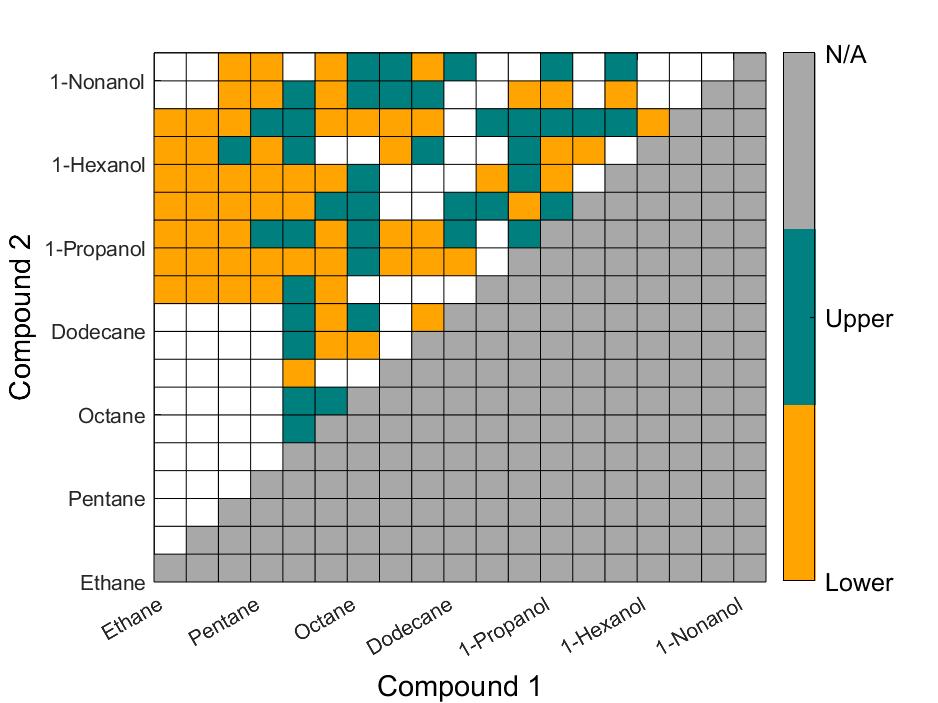 N/A
1-Nonanol
1-Hexanol
1-Propanol
Dodecane
Octane
Pentane
Ethane
Compound 2
Upper
Lower
Ethane
Pentane
Octane
Dodecane
1-Propanol
1-Hexanol
1-Nonanol
Compound 1